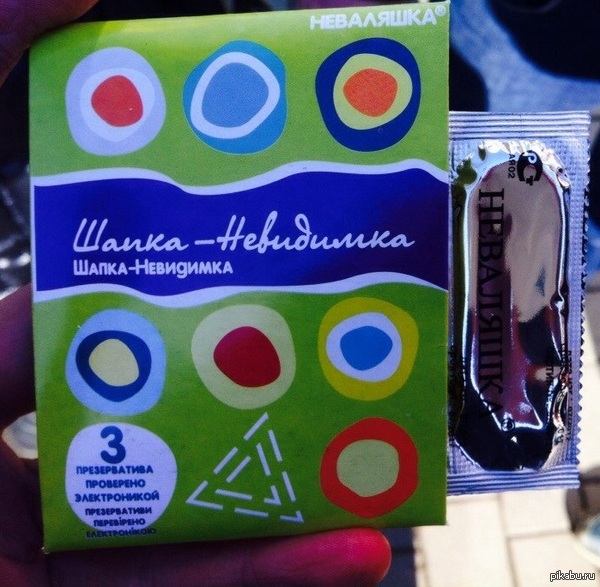 НЕВАЛЯШКА®
Шапка-Невидимка
Шапка-Невидимка
3
ПРЕЗЕРВАТИВА
ПРОВЕРЕНО
ЭЛЕКТРОНИКОЙ
ПРЕЗЕРВАТИВИ
ПЕРЕВІРЕНО
ЕЛЕКТРОНІКОЮ
НЕВАЛЯШКА
pikabu.ru